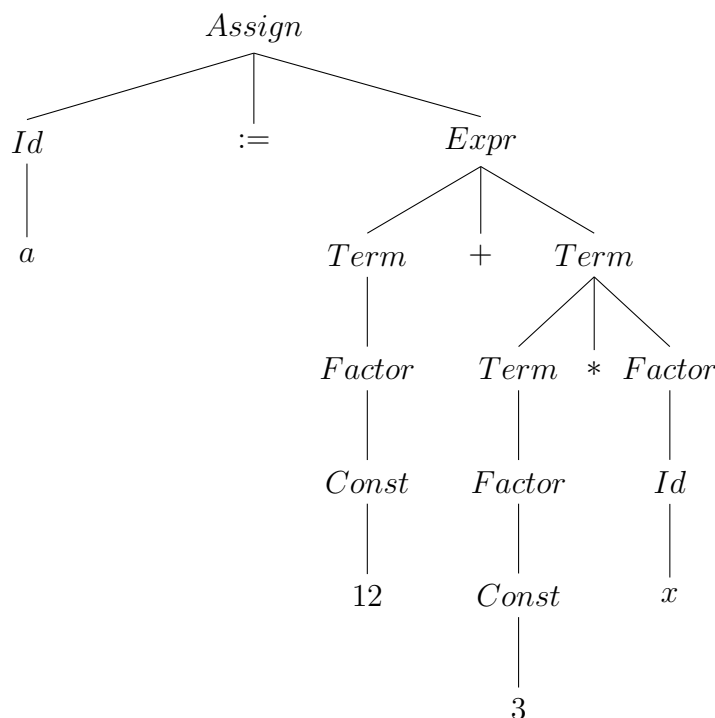 Assign
Id := Expr
a Term + Term
Factor Term * Factor
Const Factor Id
12 Const x
3